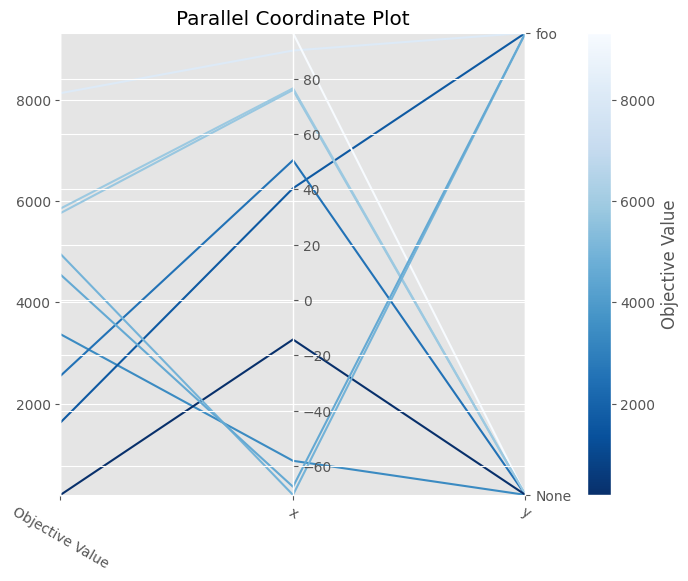 Parallel Coordinate Plot
8000
6000
4000
2000
80
60
40
20
0
−20
−40
−60
foo
None
Objective Value
x
y
8000
6000
4000
2000
Objective Value